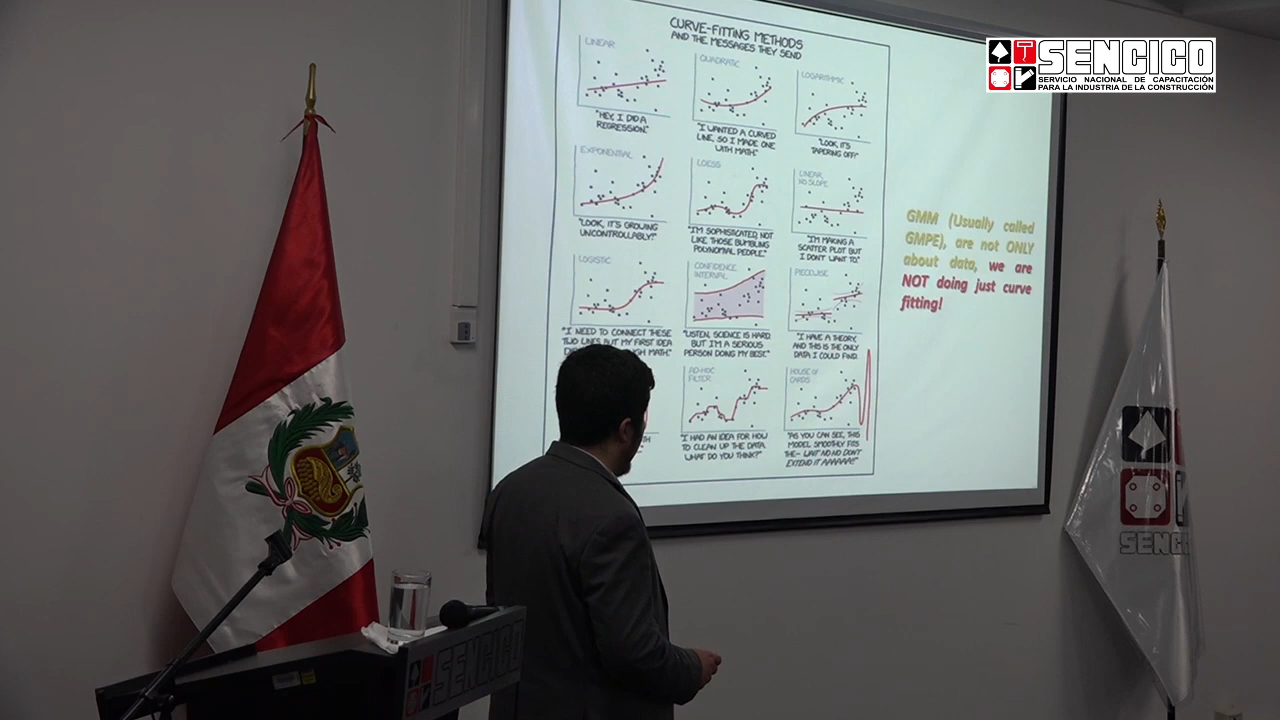 CURVE-FITTING METHODS
AND THE MESSAGES THEY SEND
LINEAR
"HEY, I DID A
REGRESSION."
QUADRATIC
"I WANTED A CURVED
LINE, SO I MADE ONE
WITH MATH."
LOGARITHMIC
"LOOK, IT'S
TAPERING OFF!"
EXPONENTIAL
"LOOK, IT'S GROWING
UNCONTROLLABLY!"
LOESS
"I'M SOPHISTICATED, NOT
LIKE THOSE BUMBLING
POLYNOMIAL PEOPLE."
LINEAR,
NO SLOPE
"I'M MAKING A
SCATTER PLOT BUT
I DON'T WANT TO."
LOGISTIC
"I NEED TO CONNECT THESE
TWO LINES, BUT MY FIRST IDEA
MATH."
CONFIDENCE
INTERVAL
"LISTEN, SCIENCE IS HARD.
BUT I'M A SERIOUS
PERSON DOING MY BEST."
PIECEWISE
"I HAVE A THEORY,
AND THIS IS THE ONLY
DATA I COULD FIND."
AD-HOC
FILTER
"I HAD AN IDEA FOR HOW
TO CLEAN UP THE DATA.
WHAT DO YOU THINK?"
HOUSE OF
CARDS
"AS YOU CAN SEE, THIS
MODEL SMOOTHLY FITS
THE- WAIT NO NO DON'T
EXTEND IT AAAAAA!!"
GMM (Usually called
GMPE), are not ONLY
about data, we are
NOT doing just curve
fitting!
SENCICO
SERVICIO NACIONAL DE CAPACITACIÓN
PARA LA INDUSTRIA DE LA CONSTRUCCIÓN
SENCICO
SENC